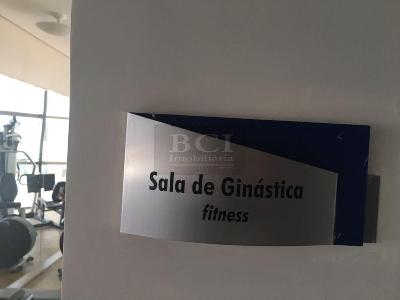 BCI
Imobiliária
Sala de Ginástica
fitness